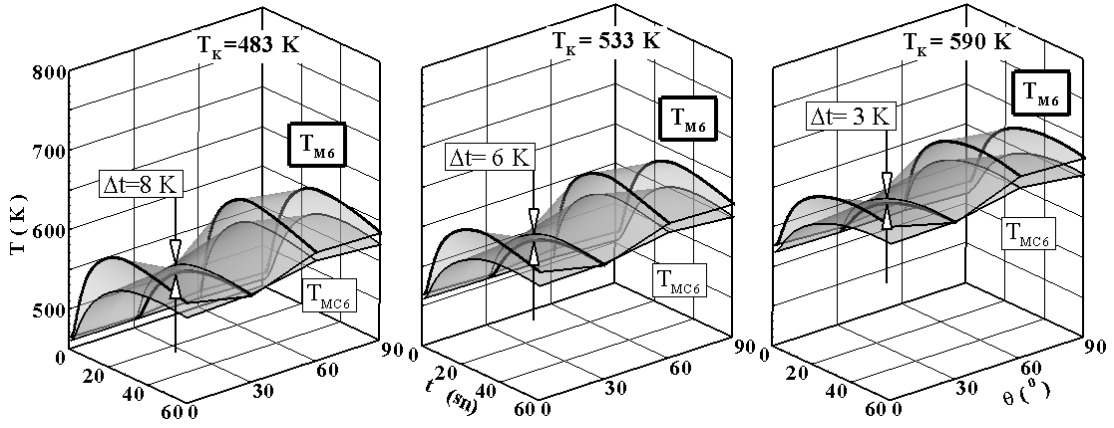 T_K=483 K
T_K = 533 K
T_K = 590 K
800
700
600
500
T ( K )
T_M6
Δt=8 K
T_MC6
0
20
40
60
0
30
60
90
T_M6
Δt= 6 K
T_MC6
0
20
40
60
0
30
60
90
t (sn)
T_M6
Δt= 3 K
T_MC6
0
20
40
60
0
30
60
90
θ (⁰)